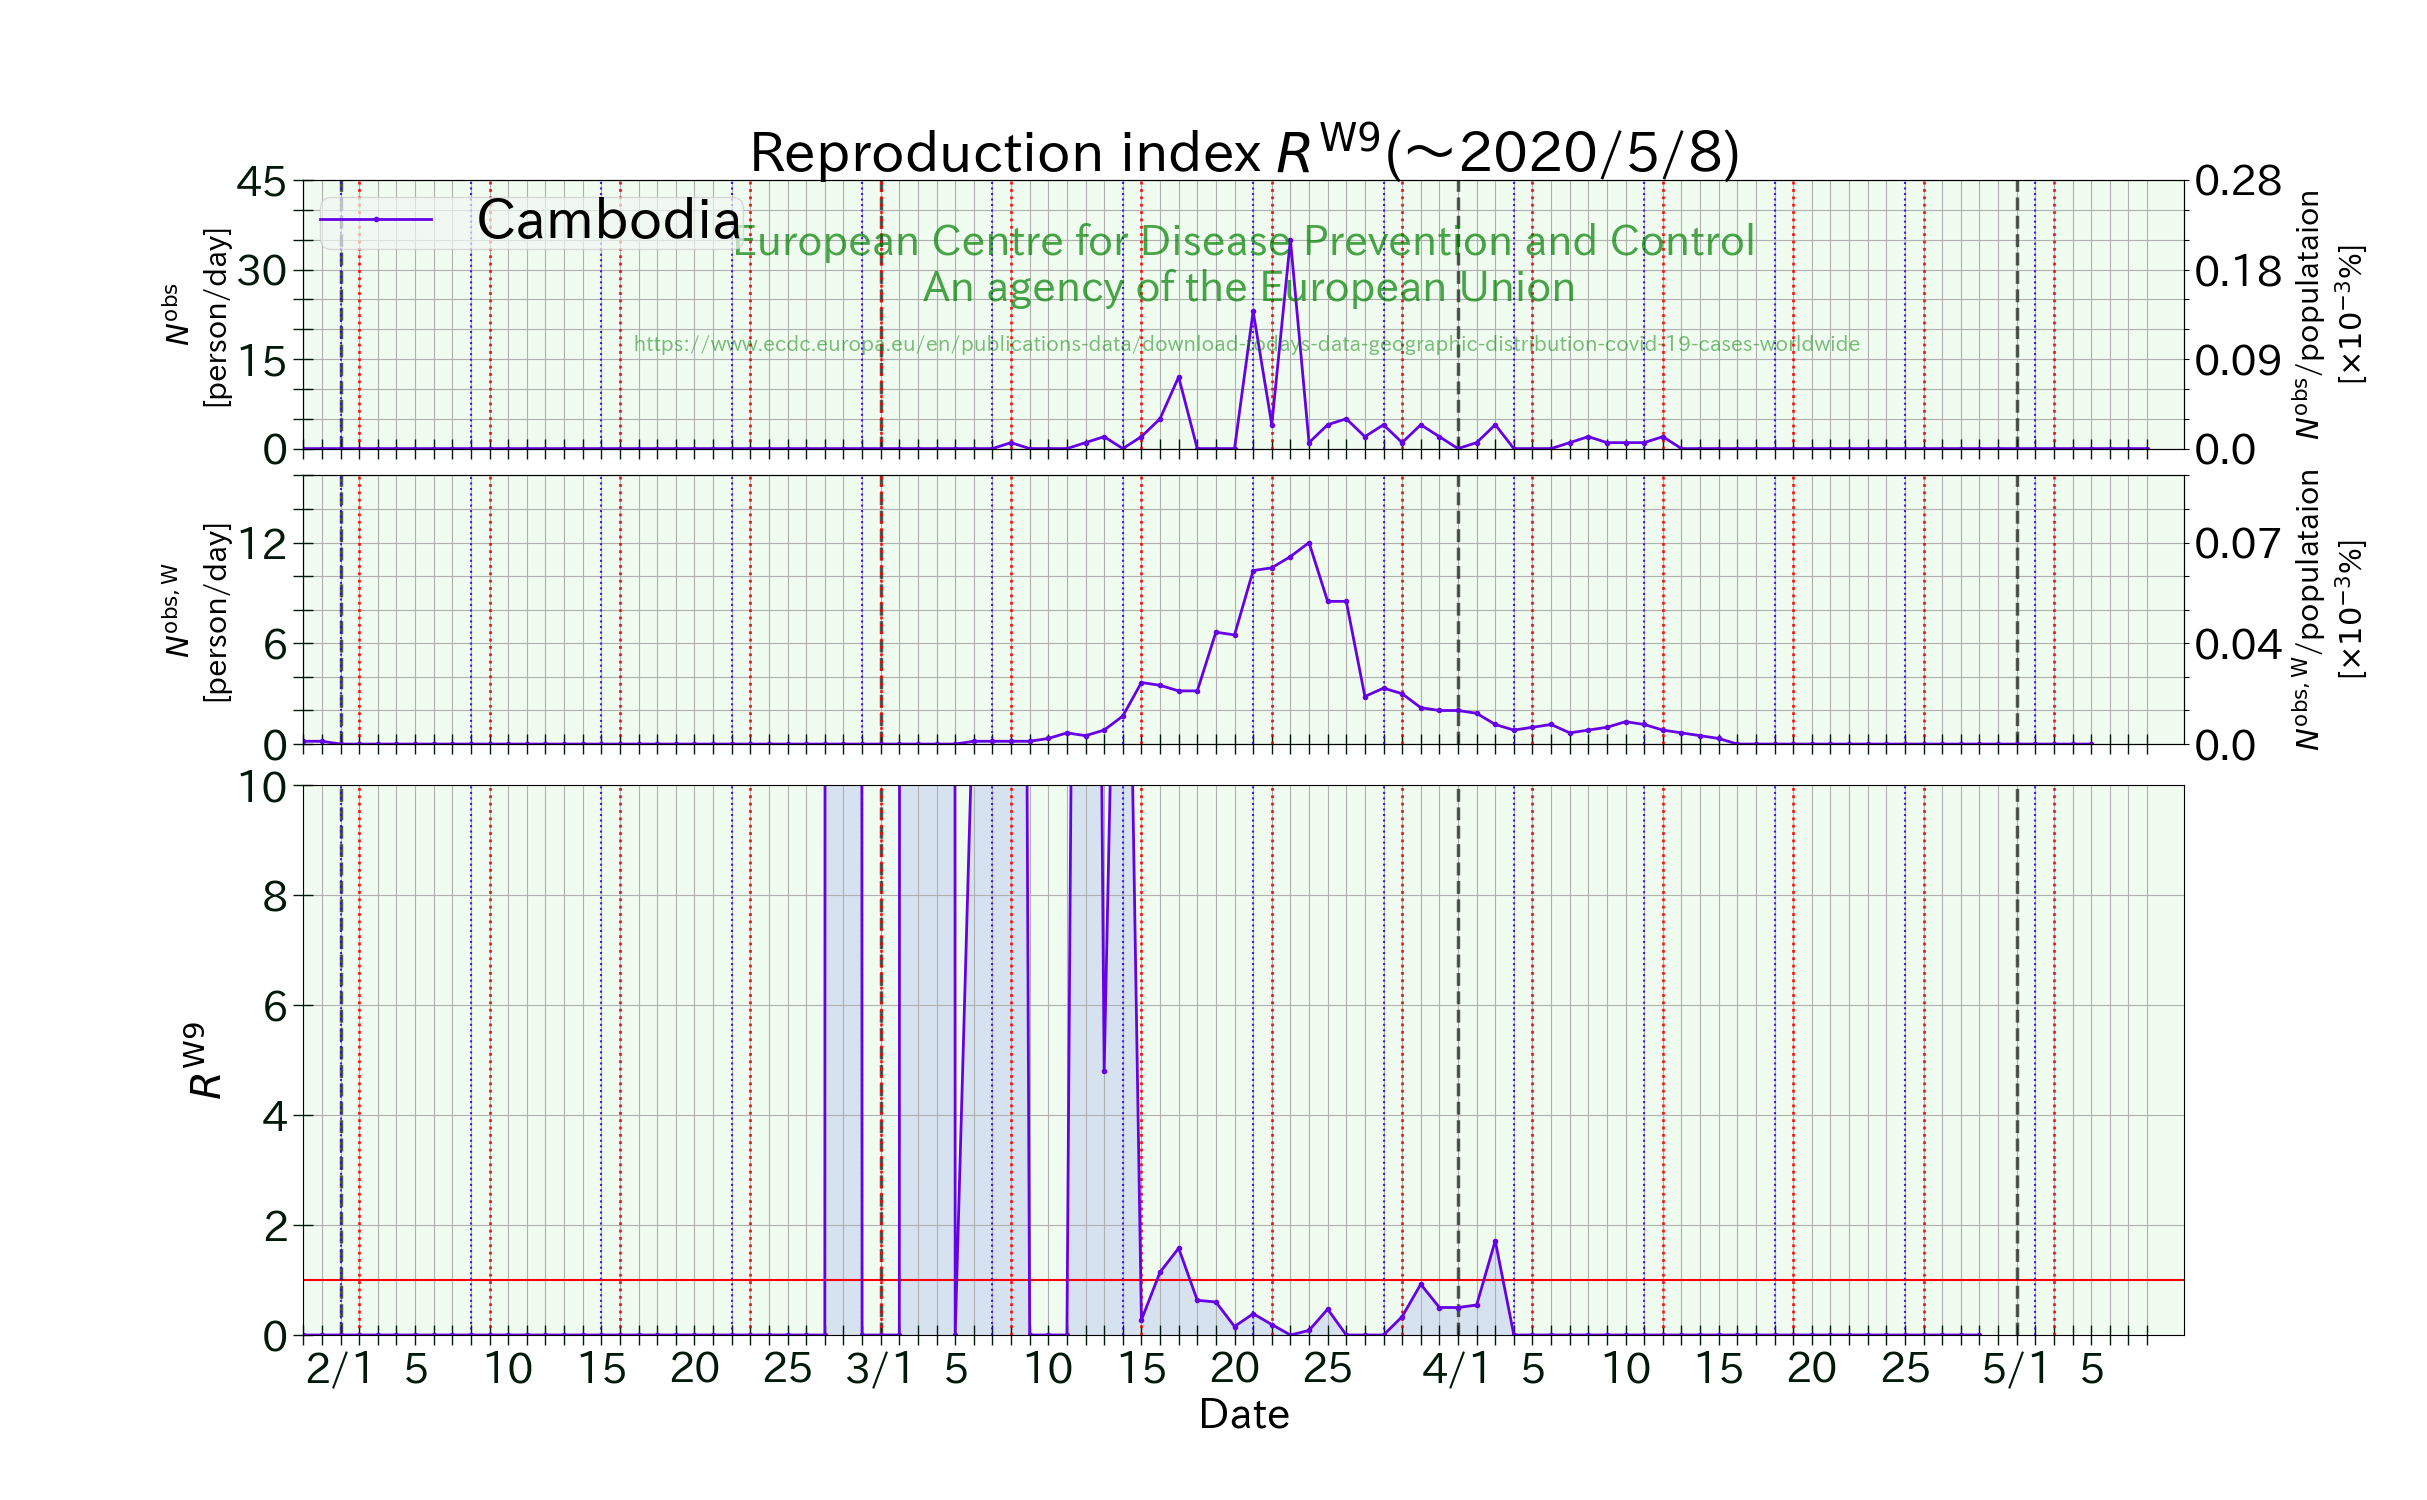 Reproduction index R^W9(～2020/5/8)
Cambodia
European Centre for Disease Prevention and Control
An agency of the European Union
https://www.ecdc.europa.eu/en/publications-data/download-todays-data-geographic-distribution-covid-19-cases-worldwide
N^obs
[person/day]
45
30
15
0
0.28
0.18
0.09
0.0
N^obs/populataion
[×10^−3%]
N^obs,W
[person/day]
12
6
0
0.07
0.04
0.0
N^obs,W/populataion
[×10^−3%]
R^W9
10
8
6
4
2
0
2/1 5 10 15 20 25 3/1 5 10 15 20 25 4/1 5 10 15 20 25 5/1 5
Date